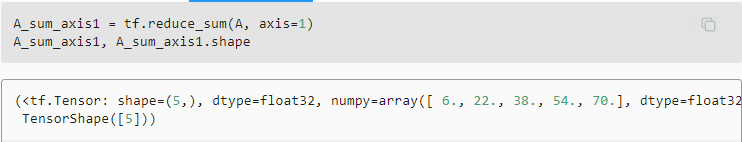 A_sum_axis1 = tf.reduce_sum(A, axis=1)
A_sum_axis1, A_sum_axis1.shape
(<tf.Tensor: shape=(5,), dtype=float32, numpy=array([ 6., 22., 38., 54., 70.], dtype=float32
TensorShape([5]))